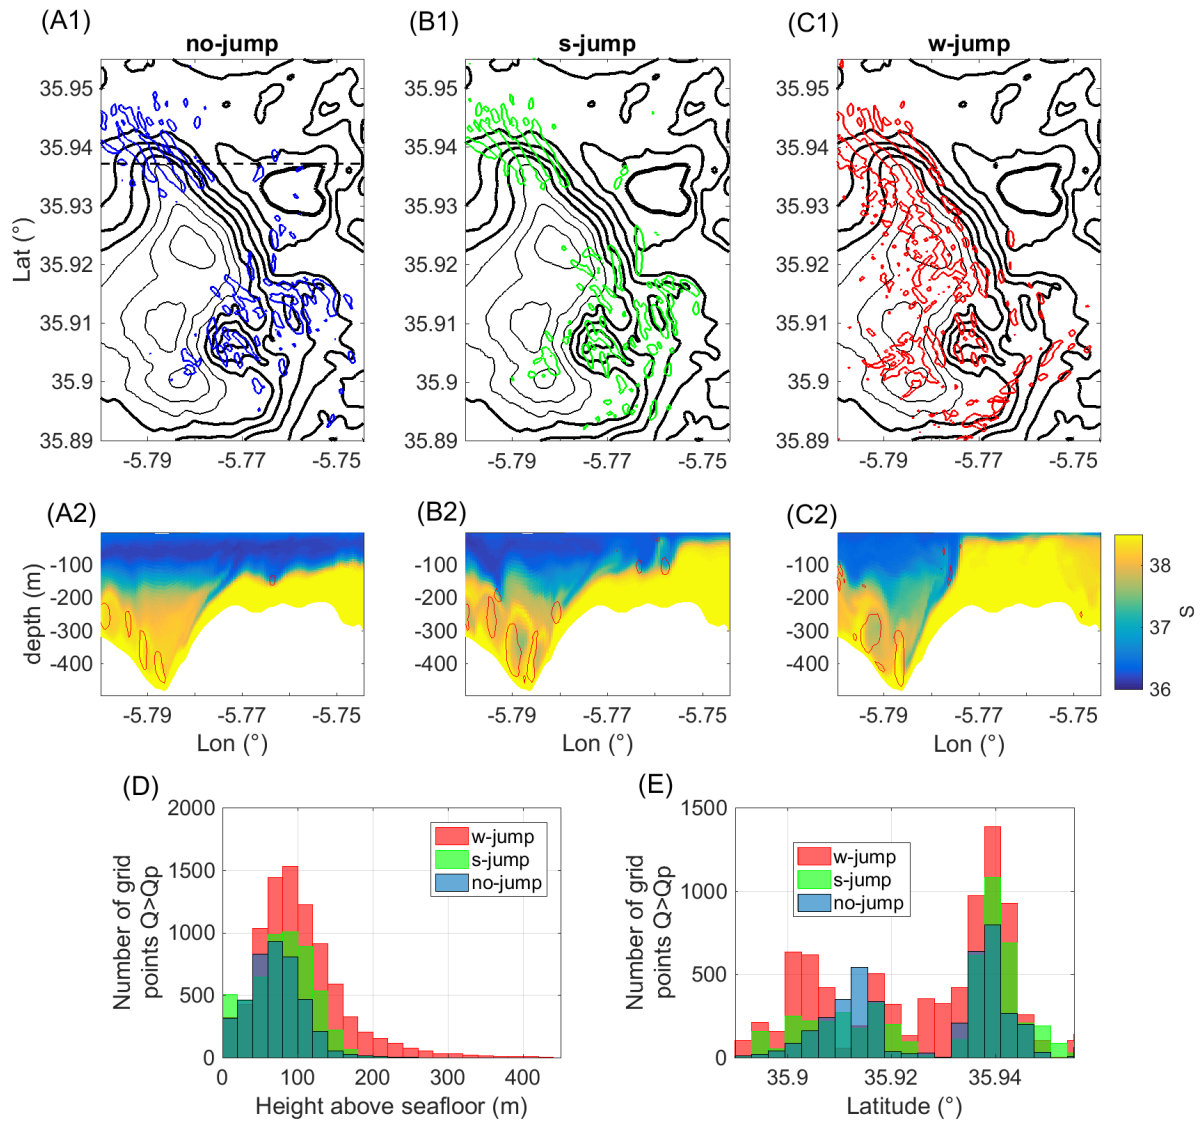 (A1)
(B1)
(C1)
no-jump
s-jump
w-jump
Lat (°)
35.95
35.94
35.93
35.92
35.91
35.9
35.89
-5.79
-5.77
-5.75
35.95
35.94
35.93
35.92
35.91
35.9
35.89
-5.79
-5.77
-5.75
35.95
35.94
35.93
35.92
35.91
35.9
35.89
-5.79
-5.77
-5.75
(A2)
(B2)
(C2)
depth (m)
-100
-200
-300
-400
-5.79
-5.77
-5.75
Lon (°)
-100
-200
-300
-400
-5.79
-5.77
-5.75
Lon (°)
-100
-200
-300
-400
-5.79
-5.77
-5.75
Lon (°)
38
37
36
S
(D)
Number of grid
points Q>Qp
2000
1500
1000
500
0
w-jump
s-jump
no-jump
0
100
200
300
400
Height above seafloor (m)
(E)
Number of grid
points Q>Qp
1500
1000
500
0
w-jump
s-jump
no-jump
35.9
35.92
35.94
Latitude (°)